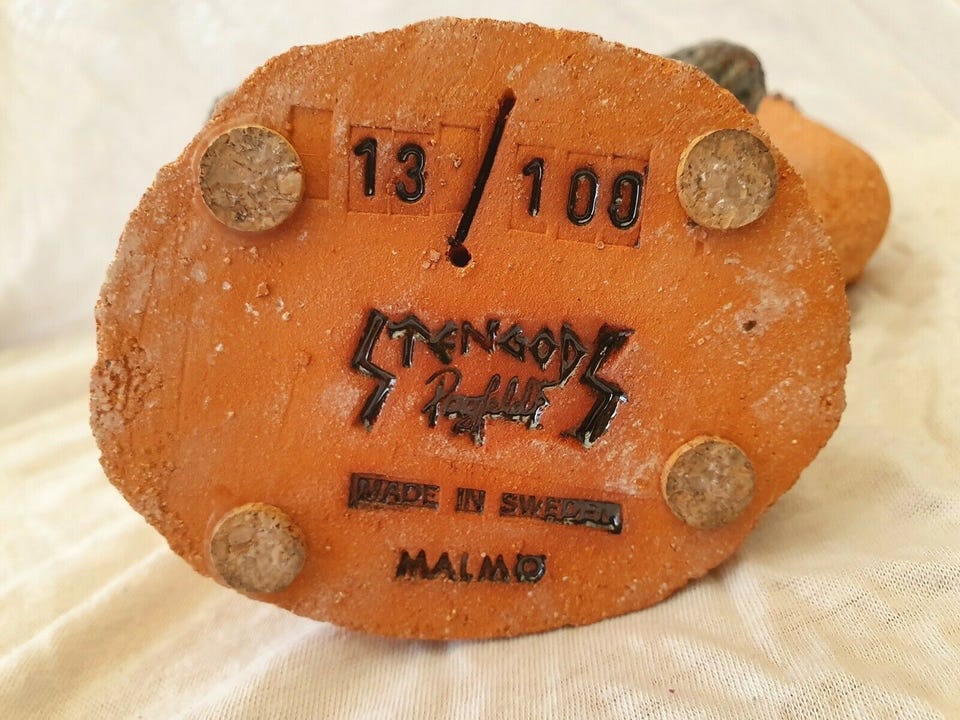 13/100
STENGODS
MADE IN SWEDEN
MALMÖ